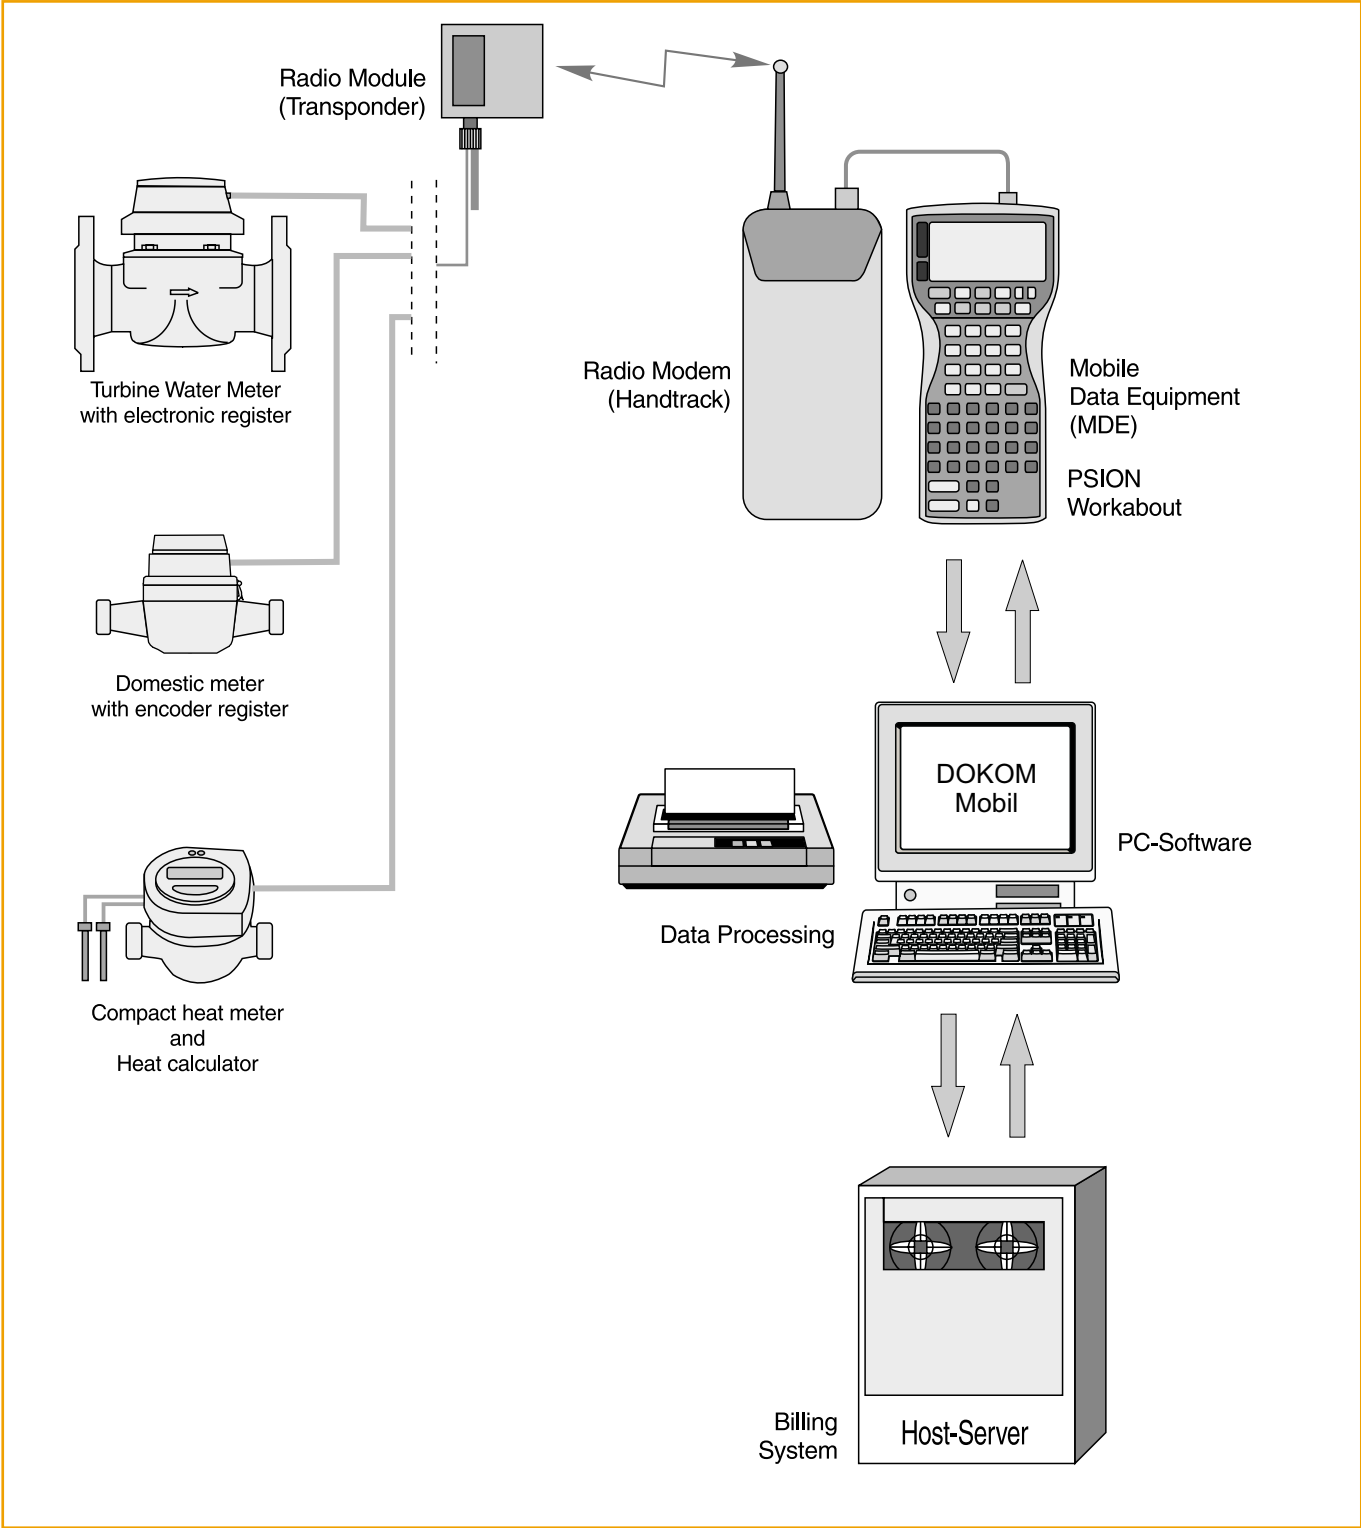 Radio Module
(Transponder)
Turbine Water Meter
with electronic register
Radio Modem
(Handtrack)
Mobile
Data Equipment
(MDE)
PSION
Workabout
Domestic meter
with encoder register
DOKOM
Mobil
PC-Software
Data Processing
Compact heat meter
and
Heat calculator
Billing
System
Host-Server